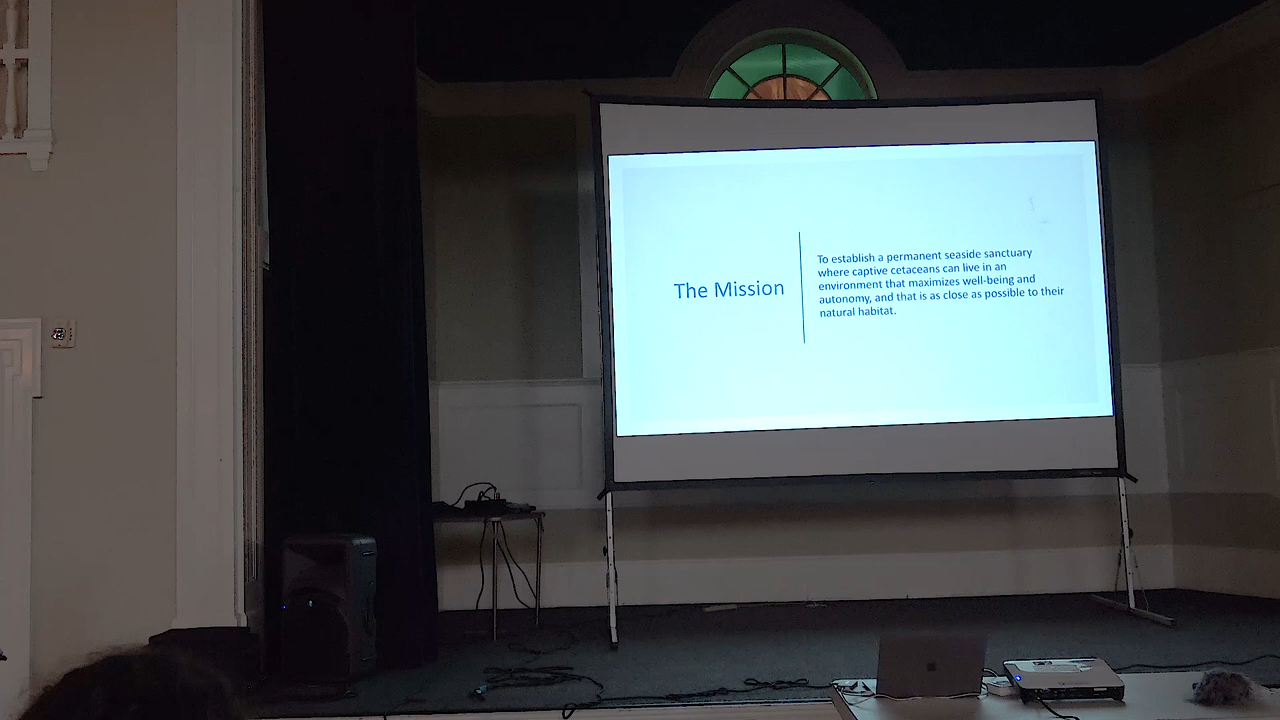 The Mission
To establish a permanent seaside sanctuary
where captive cetaceans can live in an
environment that maximizes well-being and
autonomy, and that is as close as possible to their
natural habitat.